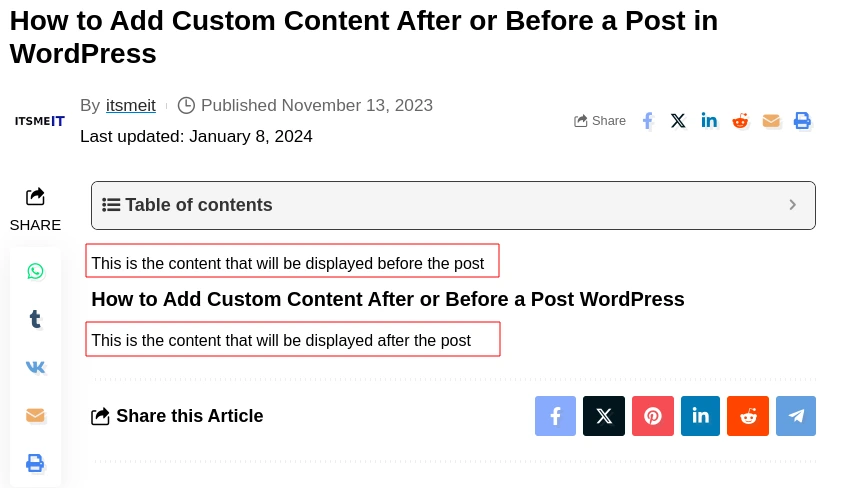 How to Add Custom Content After or Before a Post in
WordPress
ITSMEIT
By itsmeit
Published November 13, 2023
Last updated: January 8, 2024
Share
SHARE
Table of contents
This is the content that will be displayed before the post
How to Add Custom Content After or Before a Post WordPress
This is the content that will be displayed after the post
Share this Article